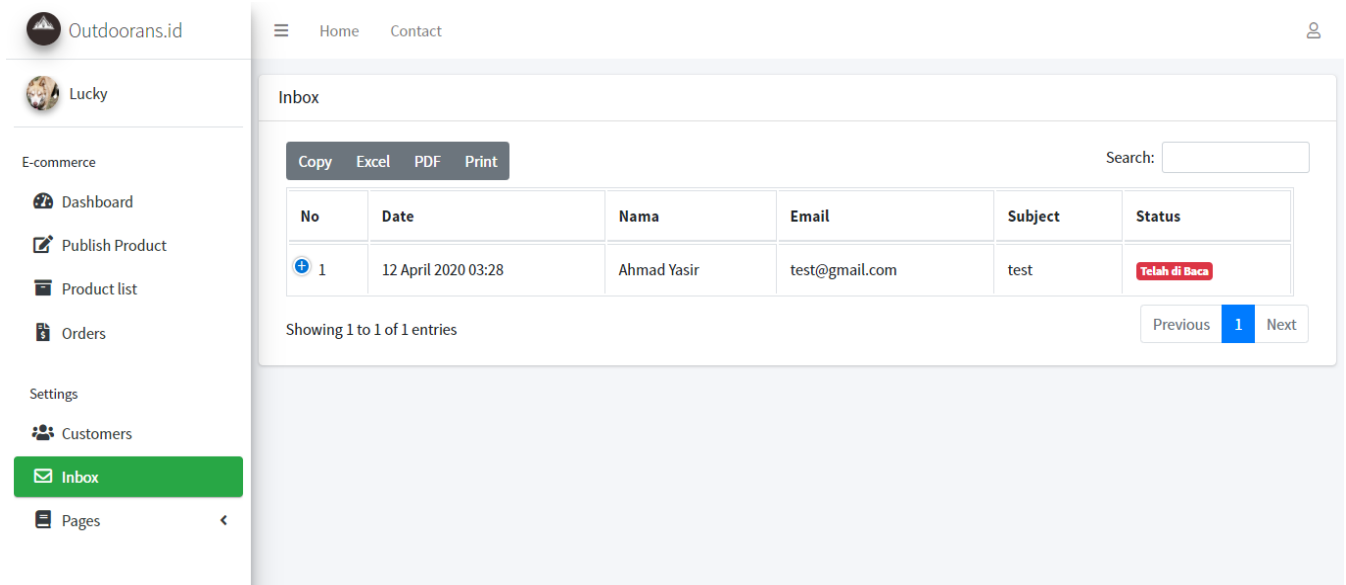 Outdoorans.id
Home Contact
Lucky
E-commerce
Dashboard
Publish Product
Product list
Orders
Settings
Customers
Inbox
Pages
Inbox
Copy Excel PDF Print
Search:
No Date Nama Email Subject Status
1 12 April 2020 03:28 Ahmad Yasir test@gmail.com test Telah di Baca
Showing 1 to 1 of 1 entries
Previous 1 Next